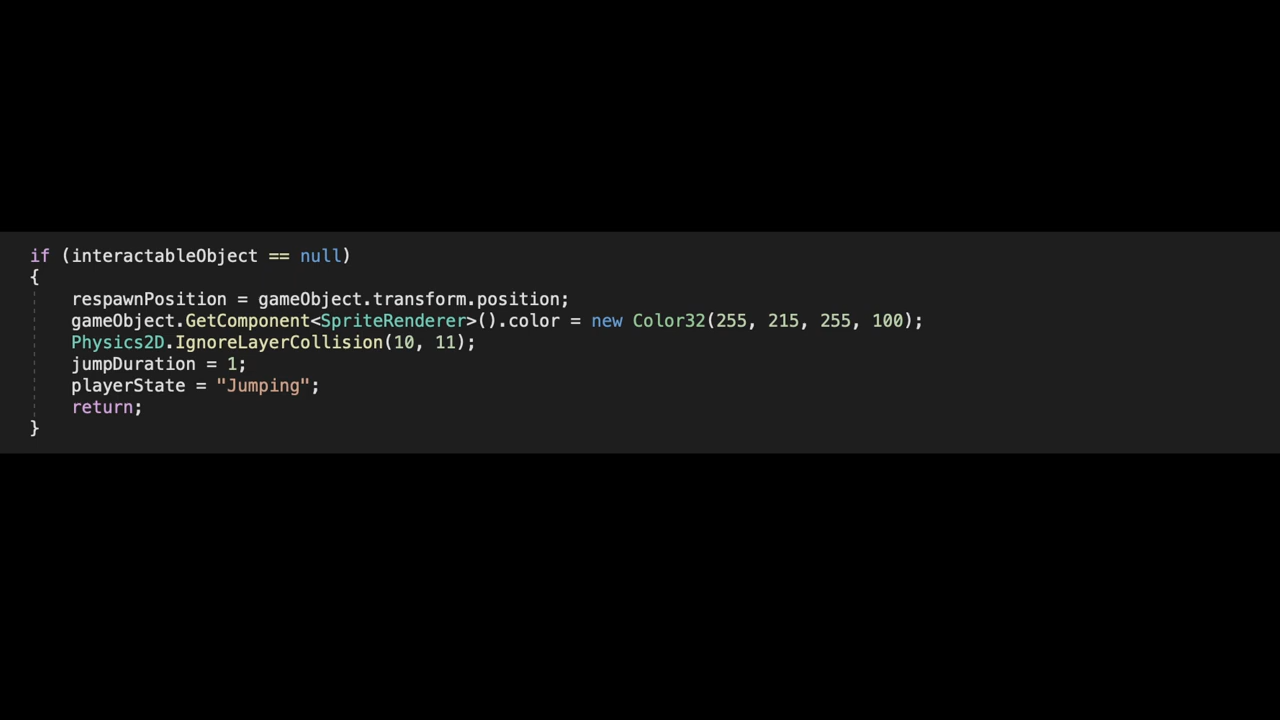 if (interactableObject == null)
{
respawnPosition = gameObject.transform.position;
gameObject.GetComponent<SpriteRenderer>().color = new Color32(255, 215, 255, 100);
Physics2D.IgnoreLayerCollision(10, 11);
jumpDuration = 1;
playerState = "Jumping";
return;
}